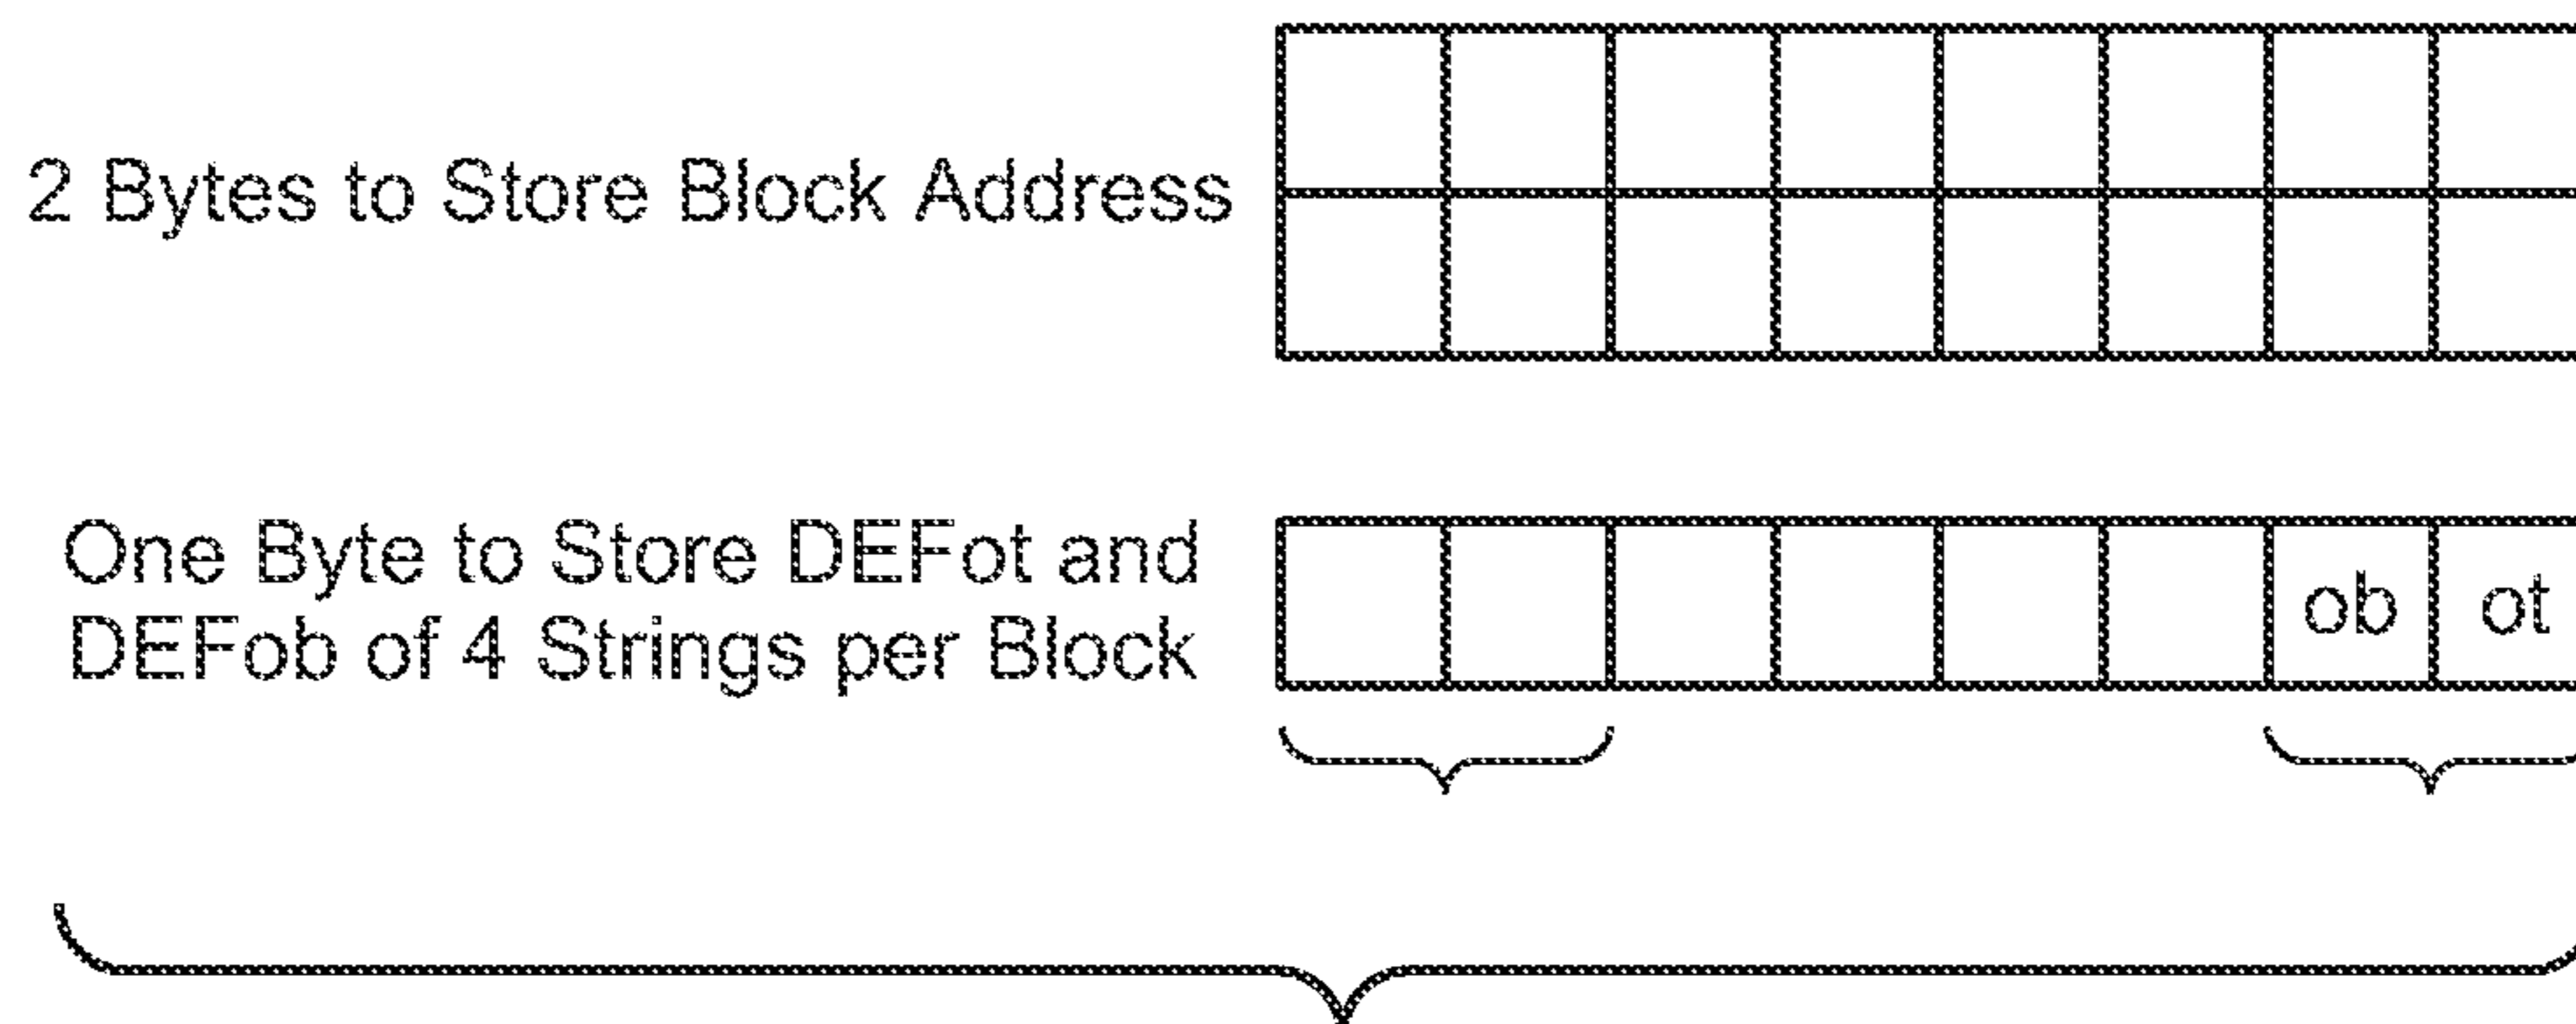 2 Bytes to Store Block Address
One Byte to Store DEFot and
DEFob of 4 Strings per Block
ob ot